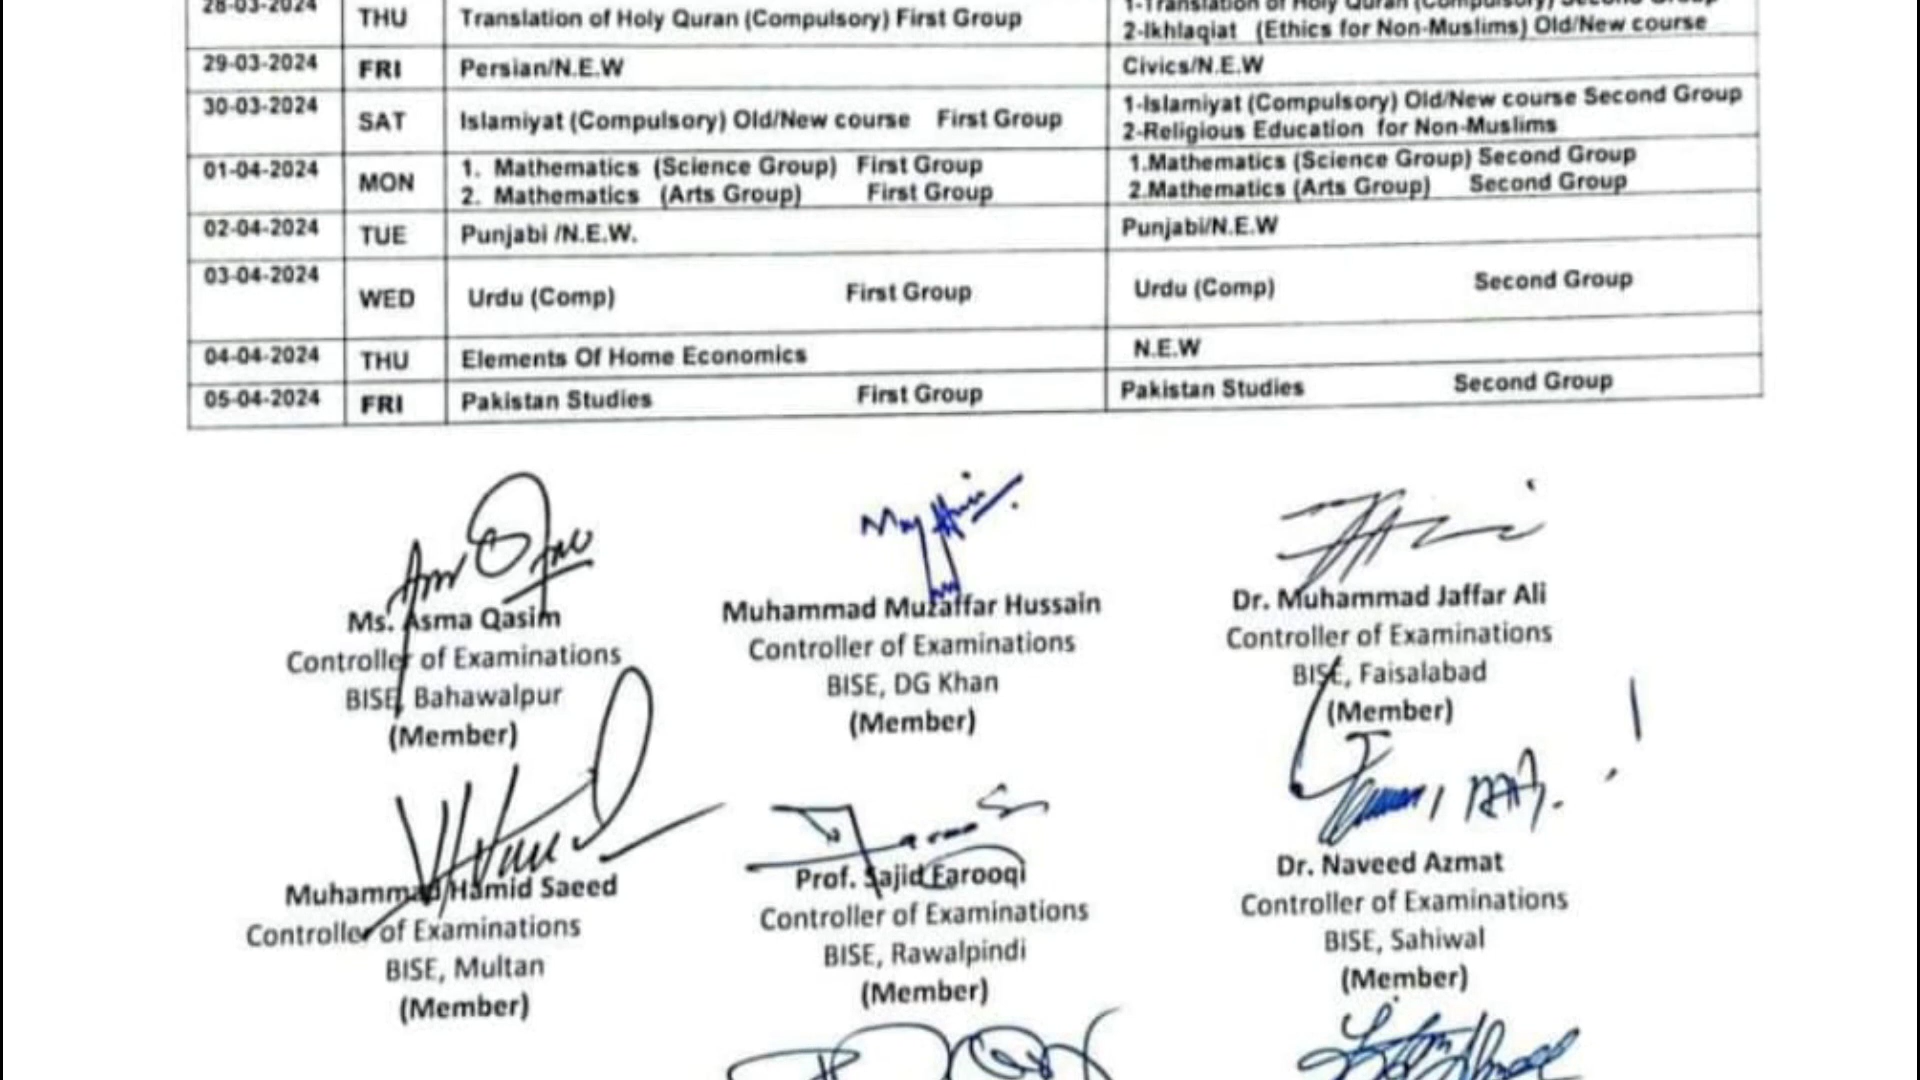 28-03-2024 THU Translation of Holy Quran (Compulsory) First Group 1-Translation of Holy Quran (Compulsory) Second Group
2-Ikhlaqiat (Ethics for Non-Muslims) Old/New course
29-03-2024 FRI Persian/N.E.W Civics/N.E.W
30-03-2024 SAT Islamiyat (Compulsory) Old/New course First Group 1-Islamiyat (Compulsory) Old/New course Second Group
2-Religious Education for Non-Muslims
01-04-2024 MON 1. Mathematics (Science Group) First Group 1.Mathematics (Science Group) Second Group
2. Mathematics (Arts Group) First Group 2.Mathematics (Arts Group) Second Group
02-04-2024 TUE Punjabi /N.E.W. Punjabi/N.E.W
03-04-2024 WED Urdu (Comp) First Group Urdu (Comp) Second Group
04-04-2024 THU Elements Of Home Economics N.E.W
05-04-2024 FRI Pakistan Studies First Group Pakistan Studies Second Group
Ms. Asma Qasim
Controller of Examinations
BISE, Bahawalpur
(Member)
Muhammad Muzaffar Hussain
Controller of Examinations
BISE, DG Khan
(Member)
Dr. Muhammad Jaffar Ali
Controller of Examinations
BISE, Faisalabad
(Member)
Muhammad Hamid Saeed
Controller of Examinations
BISE, Multan
(Member)
Prof. Sajid Farooqi
Controller of Examinations
BISE, Rawalpindi
(Member)
Dr. Naveed Azmat
Controller of Examinations
BISE, Sahiwal
(Member)